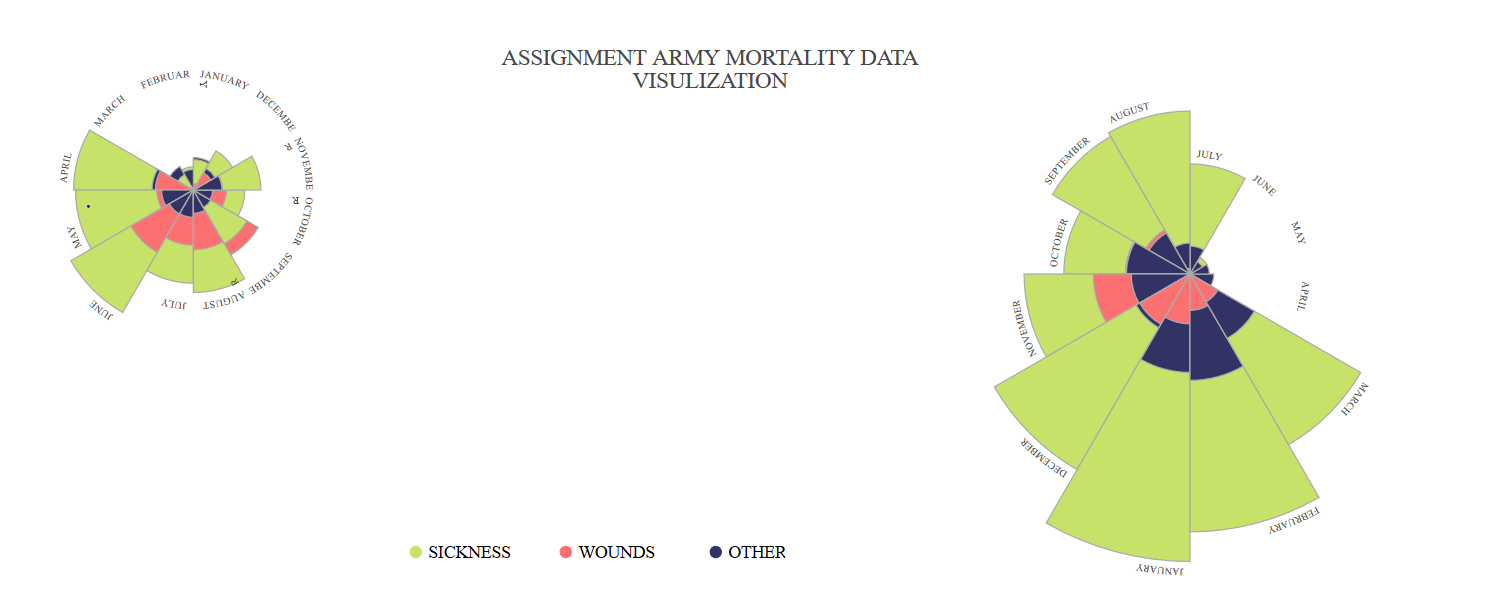 ASSIGNMENT ARMY MORTALITY DATA
VISULIZATION
FEBRUAR
JANUARY
DECEMBE
NOVEMBE
OCTOBER
SEPTEMBE
AUGUST
JULY
JUNE
MAY
APRIL
MARCH
Y
R
R
R
AUGUST
JULY
JUNE
MAY
APRIL
MARCH
FEBRUARY
JANUARY
DECEMBER
NOVEMBER
OCTOBER
SEPTEMBER
SICKNESS
WOUNDS
OTHER